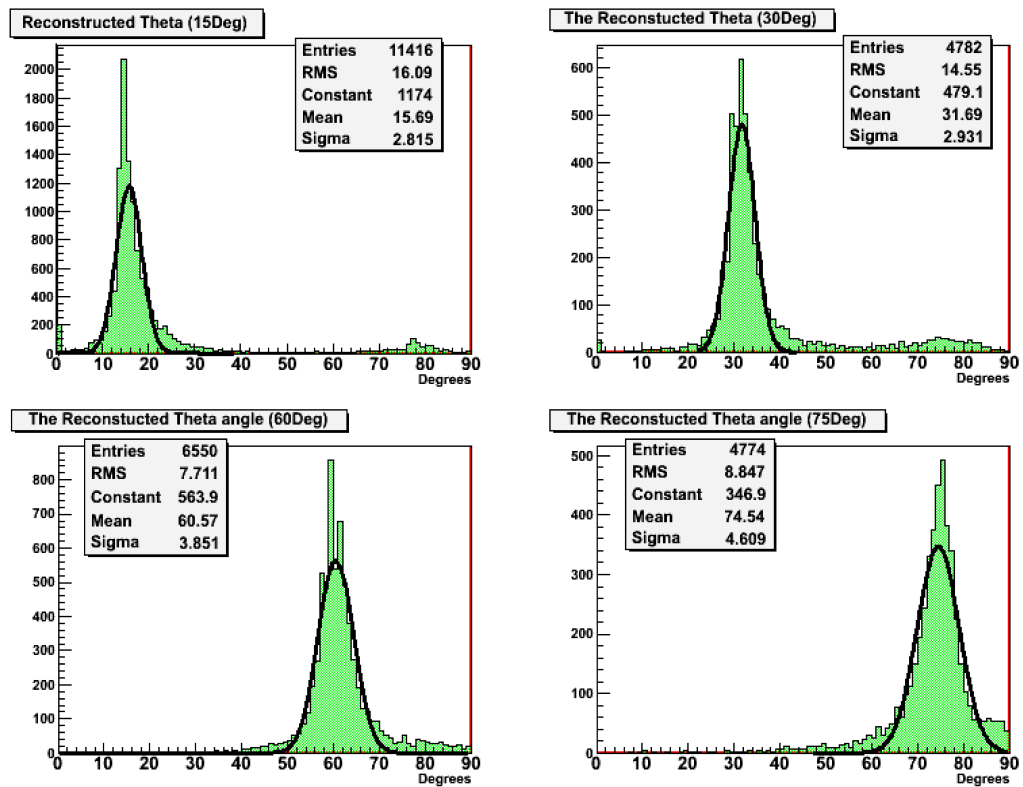 Reconstructed Theta (15Deg)
Entries 11416
RMS 16.09
Constant 1174
Mean 15.69
Sigma 2.815
2000
1800
1600
1400
1200
1000
800
600
400
200
0
0 10 20 30 40 50 60 70 80 90
Degrees
The Reconstucted Theta (30Deg)
Entries 4782
RMS 14.55
Constant 479.1
Mean 31.69
Sigma 2.931
600
500
400
300
200
100
0
0 10 20 30 40 50 60 70 80 90
Degrees
The Reconstucted Theta angle (60Deg)
Entries 6550
RMS 7.711
Constant 563.9
Mean 60.57
Sigma 3.851
800
700
600
500
400
300
200
100
0
0 10 20 30 40 50 60 70 80 90
Degrees
The Reconstucted Theta angle (75Deg)
Entries 4774
RMS 8.847
Constant 346.9
Mean 74.54
Sigma 4.609
500
400
300
200
100
0
0 10 20 30 40 50 60 70 80 90
Degrees